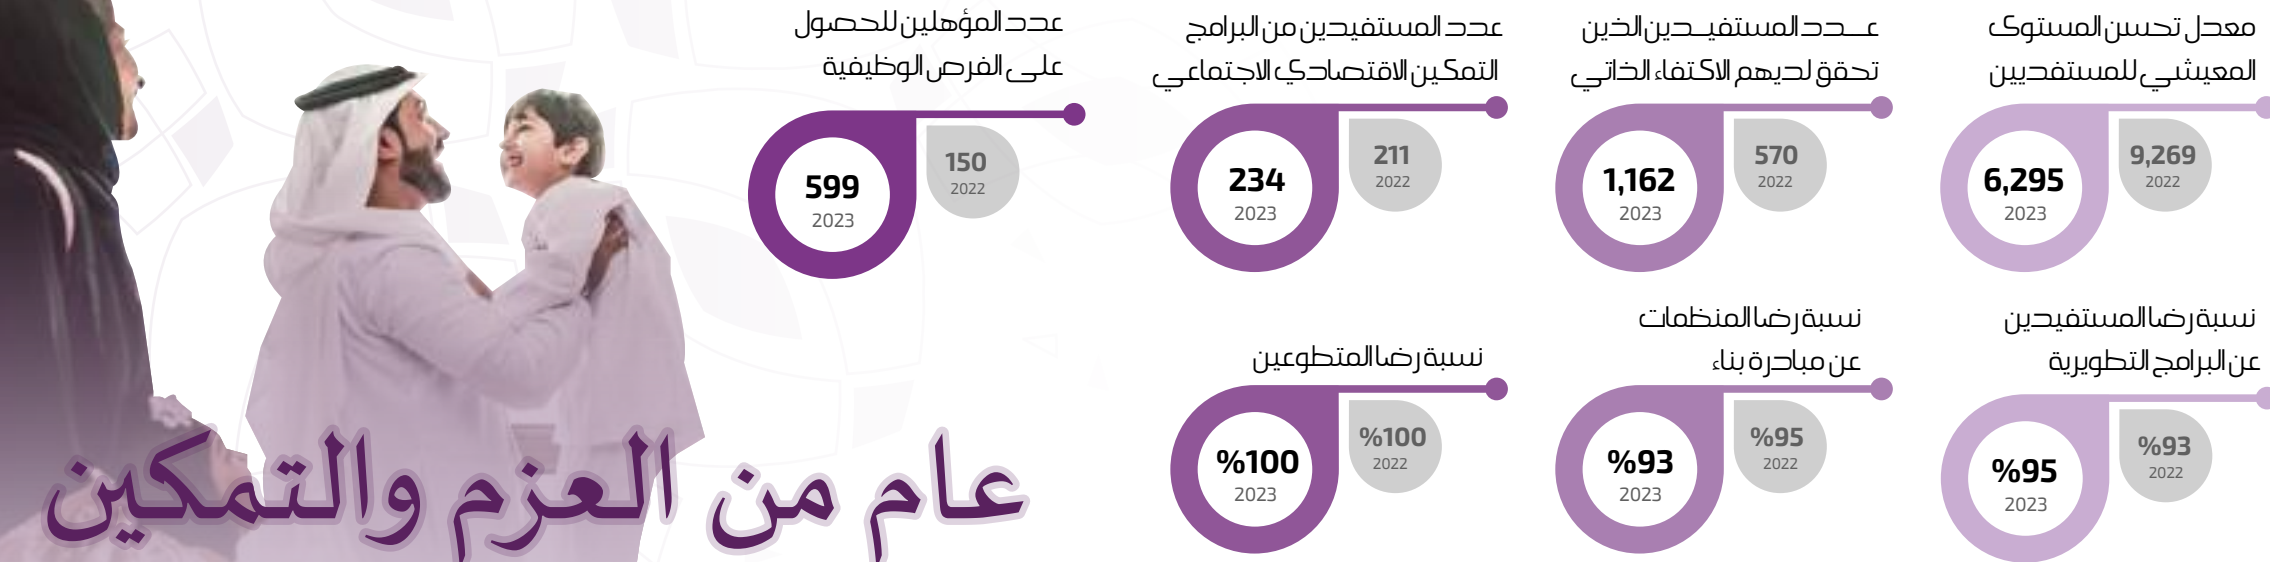 معدل تحسن المستوى
المعيشي للمستفديين
6,295
2023
9,269
2022
عدد المستفيدين الذين
تحقق لديهم الاكتفاء الذاتي
1,162
2023
570
2022
عدد المستفيدين من البرامج
التمكين الاقتصادي الاجتماعي
234
2023
211
2022
عدد المؤهلين للحصول
على الفرص الوظيفية
599
2023
150
2022
نسبة رضا المستفيدين
عن البرامج التطويرية
%95
2023
%93
2022
نسبة رضا المنظمات
عن مبادرة بناء
%93
2023
%95
2022
نسبة رضا المتطوعين
%100
2023
%100
2022
عام من العزم والتمكين